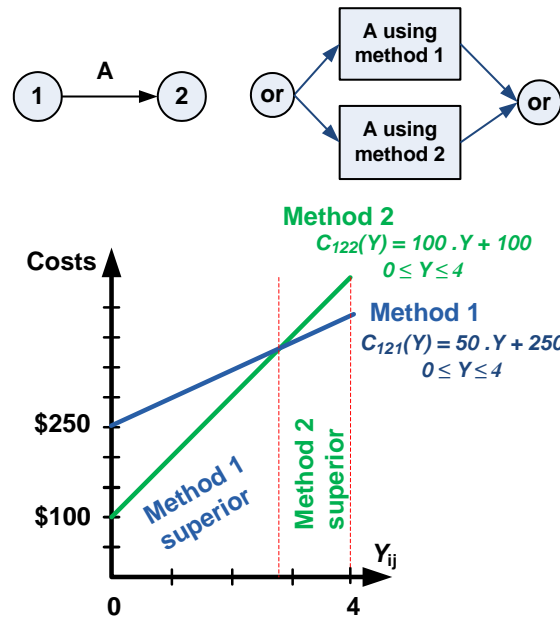 A
1
2
or
A using
method 1
A using
method 2
or
Method 2
C122(Y) = 100 .Y + 100
0 ≤ Y ≤ 4
Costs
Method 1
C121(Y) = 50 .Y + 250
0 ≤ Y ≤ 4
$250
$100
Method 1
superior
Method 2
superior
Yij
0
4